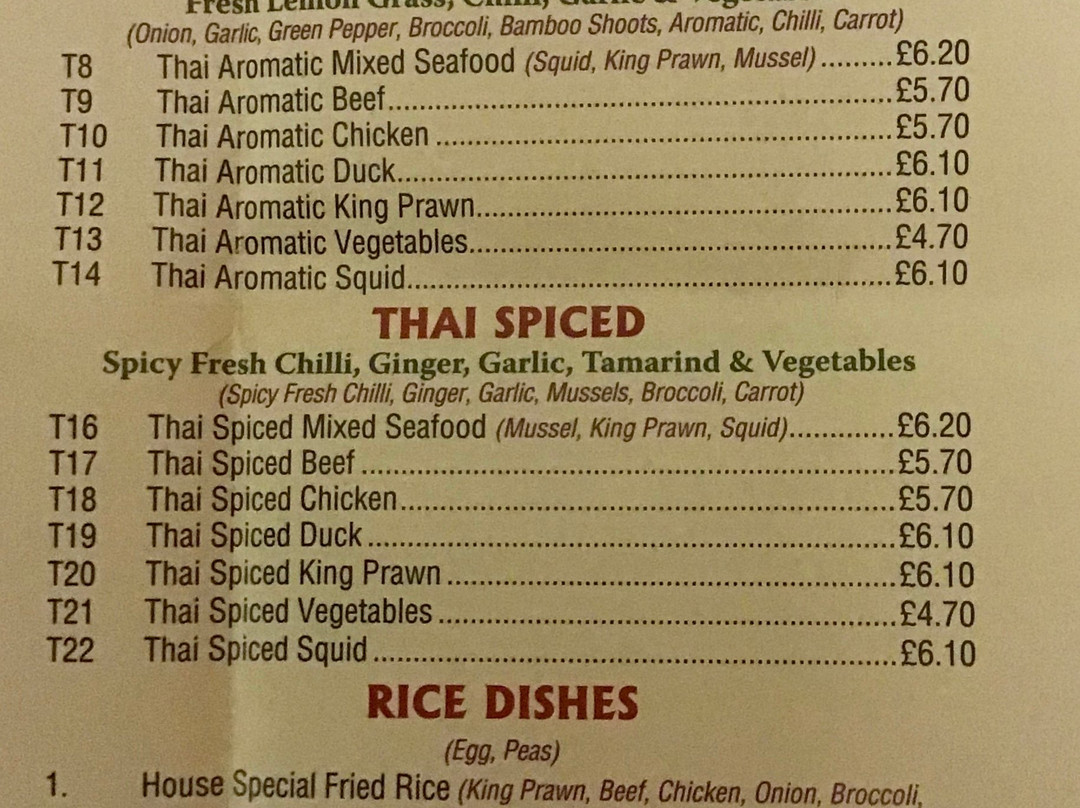 Fresh Lemon Grass, Chilli, Garlic &
(Onion, Garlic, Green Pepper, Broccoli, Bamboo Shoots, Aromatic, Chilli, Carrot)
T8 Thai Aromatic Mixed Seafood (Squid, King Prawn, Mussel) .........£6.20
T9 Thai Aromatic Beef..........£5.70
T10 Thai Aromatic Chicken ..........£5.70
T11 Thai Aromatic Duck..........£6.10
T12 Thai Aromatic King Prawn..........£6.10
T13 Thai Aromatic Vegetables..........£4.70
T14 Thai Aromatic Squid..........£6.10
THAI SPICED
Spicy Fresh Chilli, Ginger, Garlic, Tamarind & Vegetables
(Spicy Fresh Chilli, Ginger, Garlic, Mussels, Broccoli, Carrot)
T16 Thai Spiced Mixed Seafood (Mussel, King Prawn, Squid)..........£6.20
T17 Thai Spiced Beef ..........£5.70
T18 Thai Spiced Chicken..........£5.70
T19 Thai Spiced Duck ..........£6.10
T20 Thai Spiced King Prawn ..........£6.10
T21 Thai Spiced Vegetables ..........£4.70
T22 Thai Spiced Squid ..........£6.10
RICE DISHES
(Egg, Peas)
1. House Special Fried Rice (King Prawn, Beef, Chicken, Onion, Broccoli,